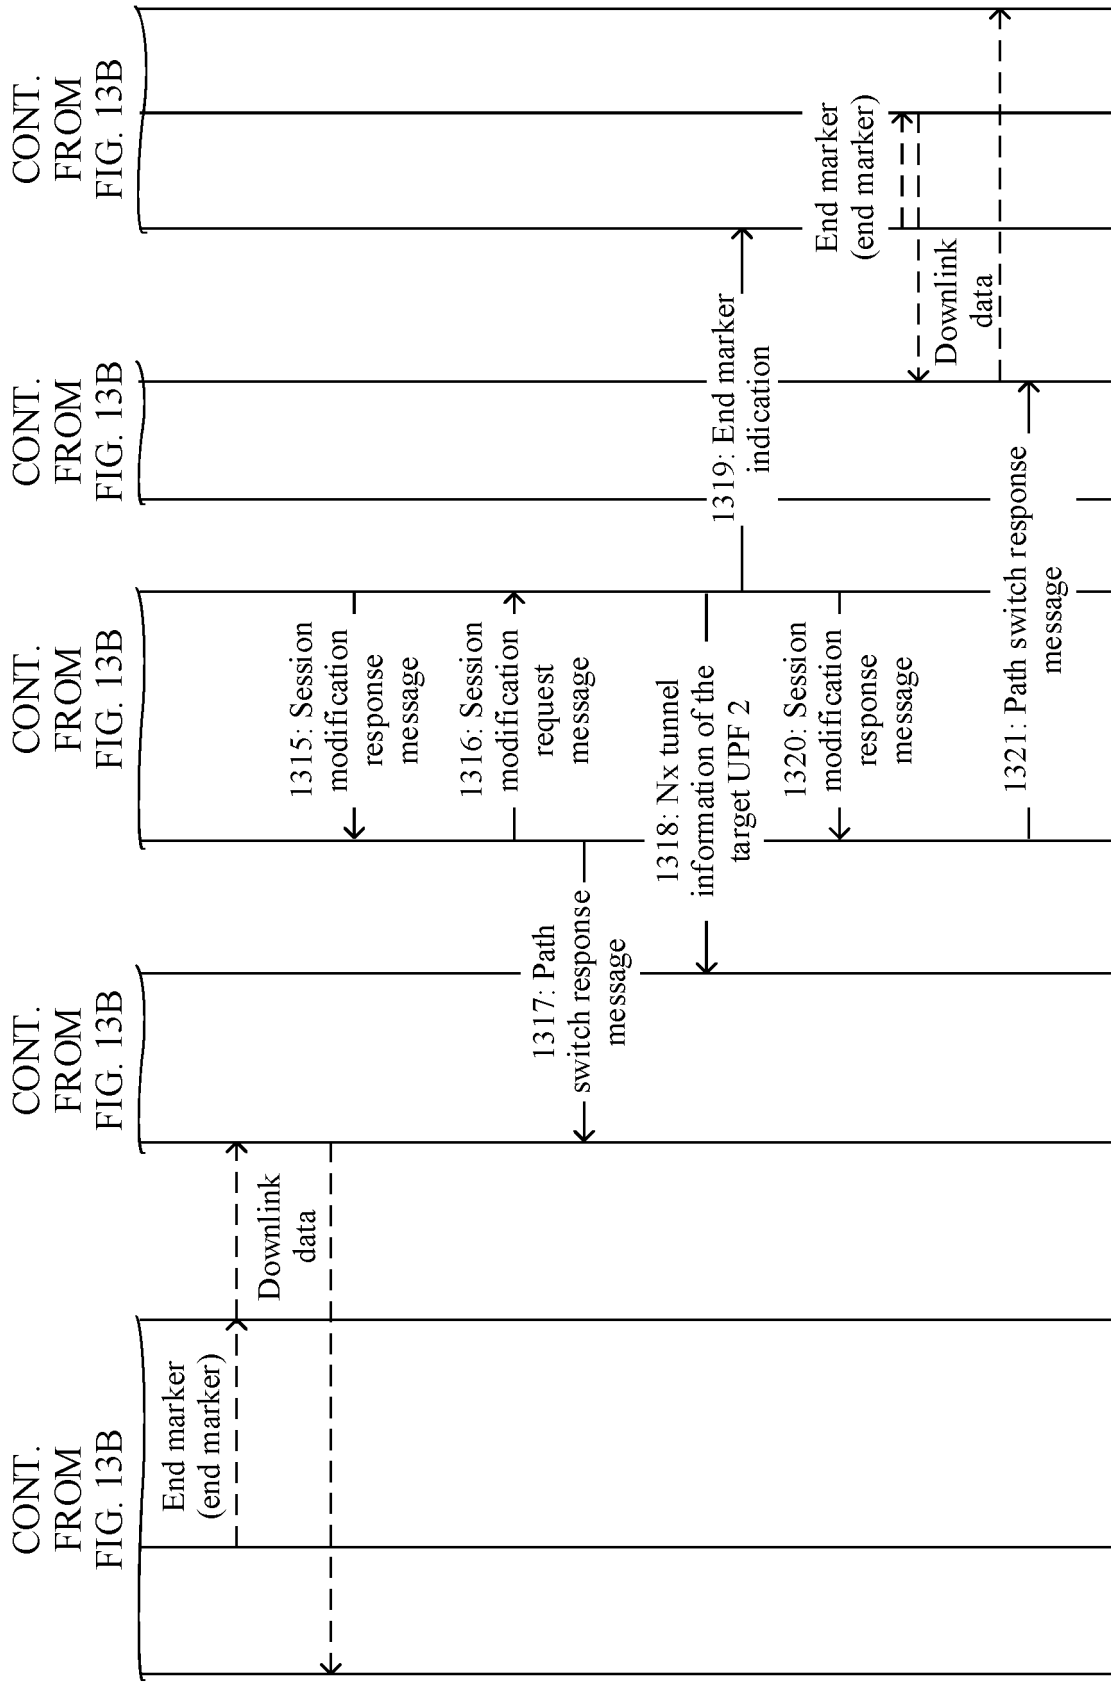 CONT.
FROM
FIG. 13B
CONT.
FROM
FIG. 13B
CONT.
FROM
FIG. 13B
CONT.
FROM
FIG. 13B
CONT.
FROM
FIG. 13B
End marker
(end marker)
Downlink
data
1315: Session
modification
response
message
1316: Session
modification
request
message
1317: Path
switch response
message
1318: Nx tunnel
information of the
target UPF 2
1319: End marker
indication
1320: Session
modification
response
message
End marker
(end marker)
Downlink
data
1321: Path switch response
message